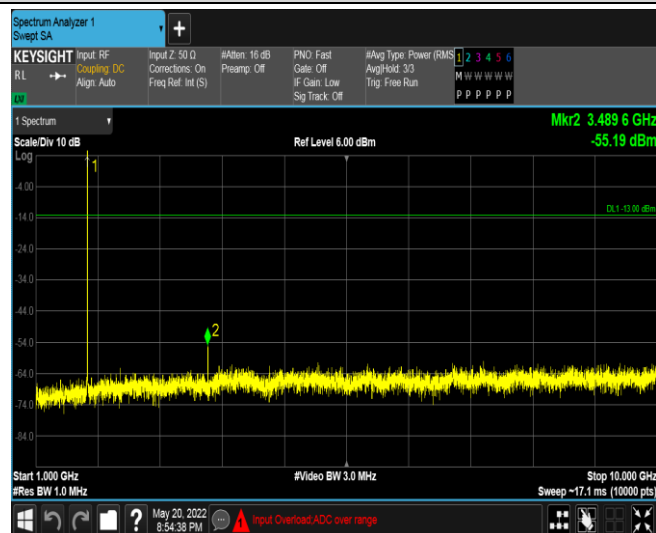 Spectrum Analyzer 1
Swept SA
+
KEYSIGHT
RL
Input: RF
Coupling: DC
Align: Auto
Input Z: 50 Ω
Corrections: On
Freq Ref: Int (S)
#Atten: 16 dB
Preamp: Off
PNO: Fast
Gate: Off
IF Gain: Low
Sig Track: Off
#Avg Type: Power (RMS
Avg|Hold: 3/3
Trig: Free Run
1 2 3 4 5 6
M W W W W W
P P P P P P
1 Spectrum
Scale/Div 10 dB
Ref Level 6.00 dBm
Mkr2 3.489 6 GHz
-55.19 dBm
Log
1
-4.00
DL1 -13.00 dBm
-14.0
-24.0
-34.0
-44.0
2
-54.0
-64.0
-74.0
-84.0
Start 1.000 GHz
#Res BW 1.0 MHz
#Video BW 3.0 MHz
Stop 10.000 GHz
Sweep ~17.1 ms (10000 pts)
?
May 20, 2022
8:54:38 PM
1
Input Overload;ADC over range